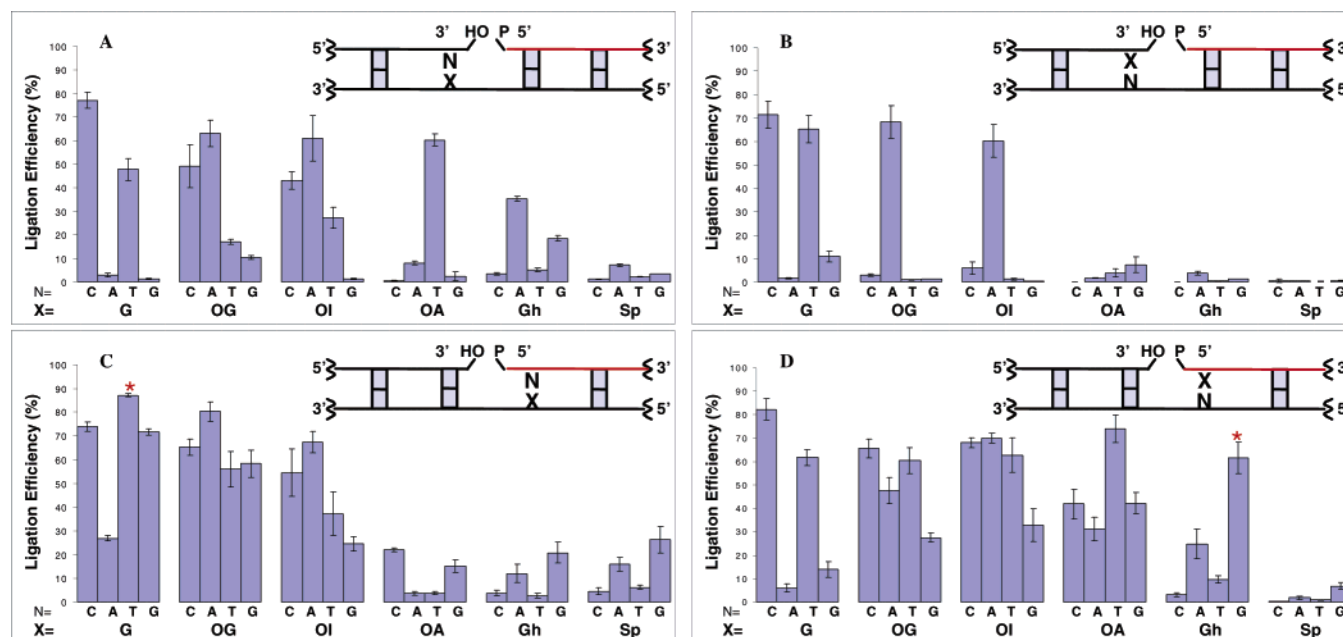 A
3' HO P 5'
5' 3'
N
X
3' 5'
Ligation Efficiency (%)
100
90
80
70
60
50
40
30
20
10
0
N= C A T G C A T G C A T G C A T G C A T G C A T G
X= G OG OI OA Gh Sp
B
3' HO P 5'
5' 3'
X
N
3' 5'
Ligation Efficiency (%)
100
90
80
70
60
50
40
30
20
10
0
N= C A T G C A T G C A T G C A T G C A T G C A T G
X= G OG OI OA Gh Sp
C
3' HO P 5'
5' 3'
N
X
3' 5'
*
Ligation Efficiency (%)
100
90
80
70
60
50
40
30
20
10
0
N= C A T G C A T G C A T G C A T G C A T G C A T G
X= G OG OI OA Gh Sp
D
3' HO P 5'
5' 3'
X
N
3' 5'
*
Ligation Efficiency (%)
100
90
80
70
60
50
40
30
20
10
0
N= C A T G C A T G C A T G C A T G C A T G C A T G
X= G OG OI OA Gh Sp